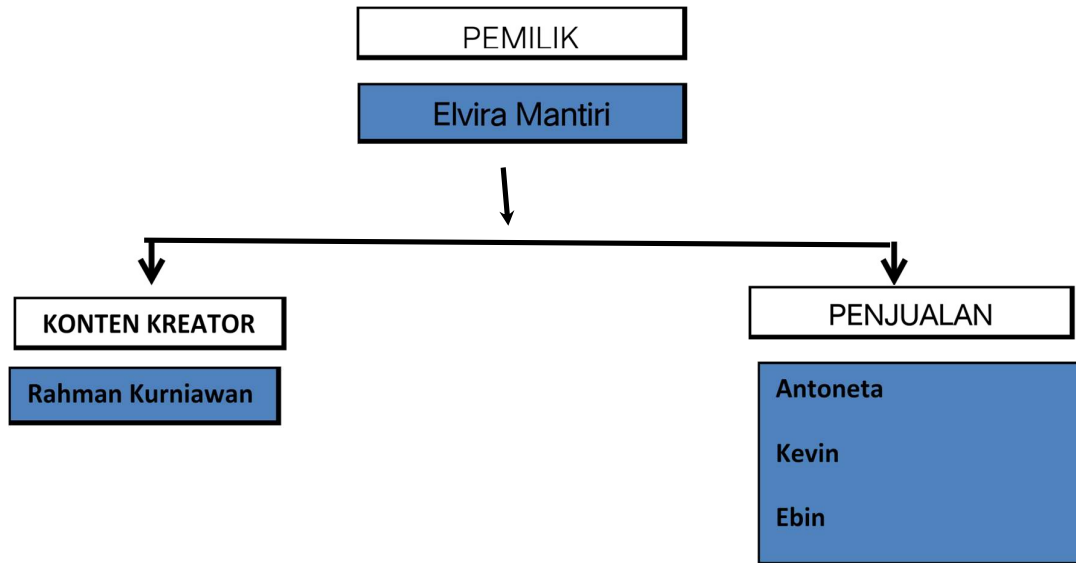 PEMILIK
Elvira Mantiri
KONTEN KREATOR
Rahman Kurniawan
PENJUALAN
Antoneta
Kevin
Ebin